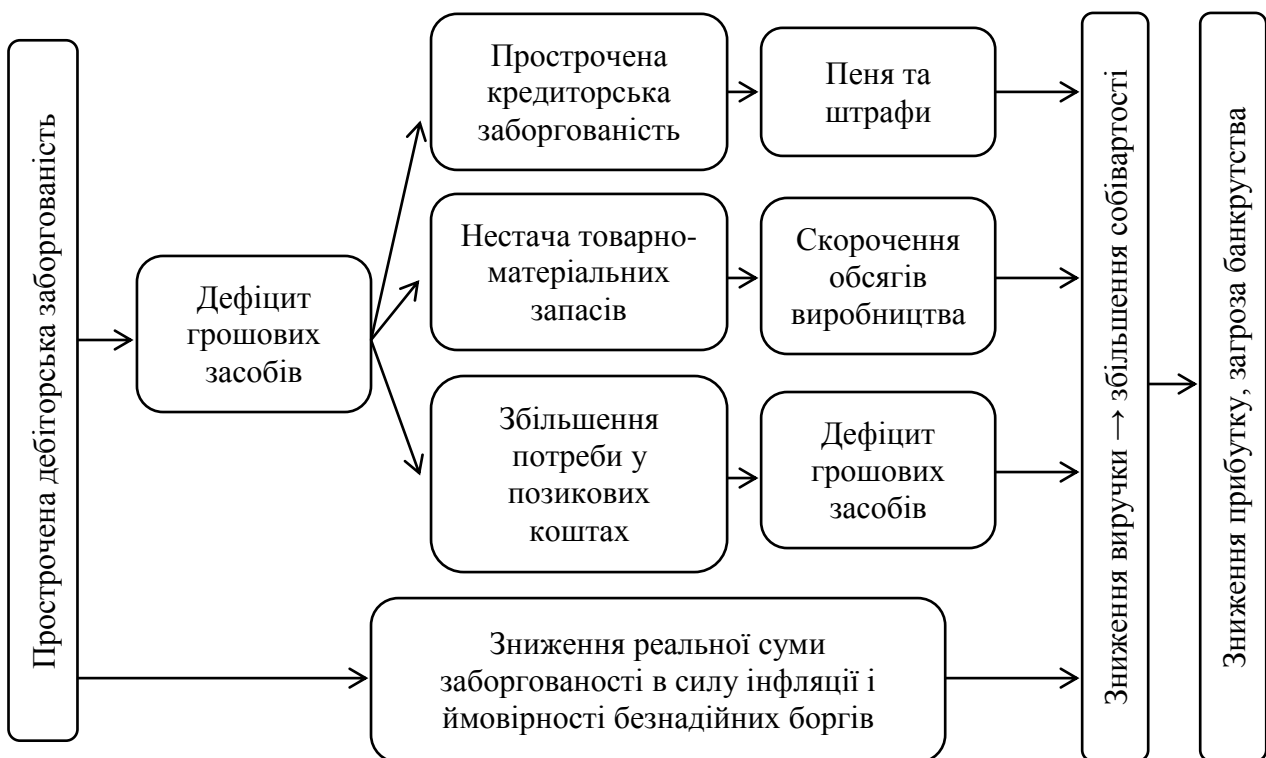 Прострочена дебіторська заборгованість
Дефіцит
грошових
засобів
Прострочена
кредиторська
заборгованість
Пеня та
штрафи
Нестача товарно-
матеріальних
запасів
Скорочення
обсягів
виробництва
Збільшення
потреби у
позикових
коштах
Дефіцит
грошових
засобів
Зниження реальної суми
заборгованості в силу інфляції і
ймовірності безнадійних боргів
Зниження виручки → збільшення собівартості
Зниження прибутку, загроза банкрутства